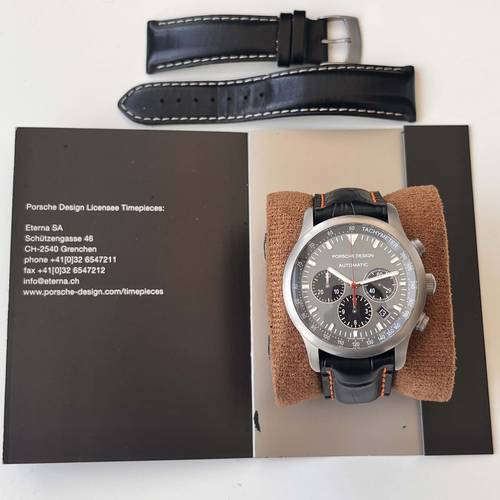 Porsche Design Licensee Timepieces:
Eterna SA
Schützengasse 46
CH-2540 Grenchen
phone +41[0]32 6547211
fax +41[0]32 6547212
info@eterna.ch
www.porsche-design.com/timepieces
TACHYMETER
PORSCHE DESIGN
AUTOMATIC